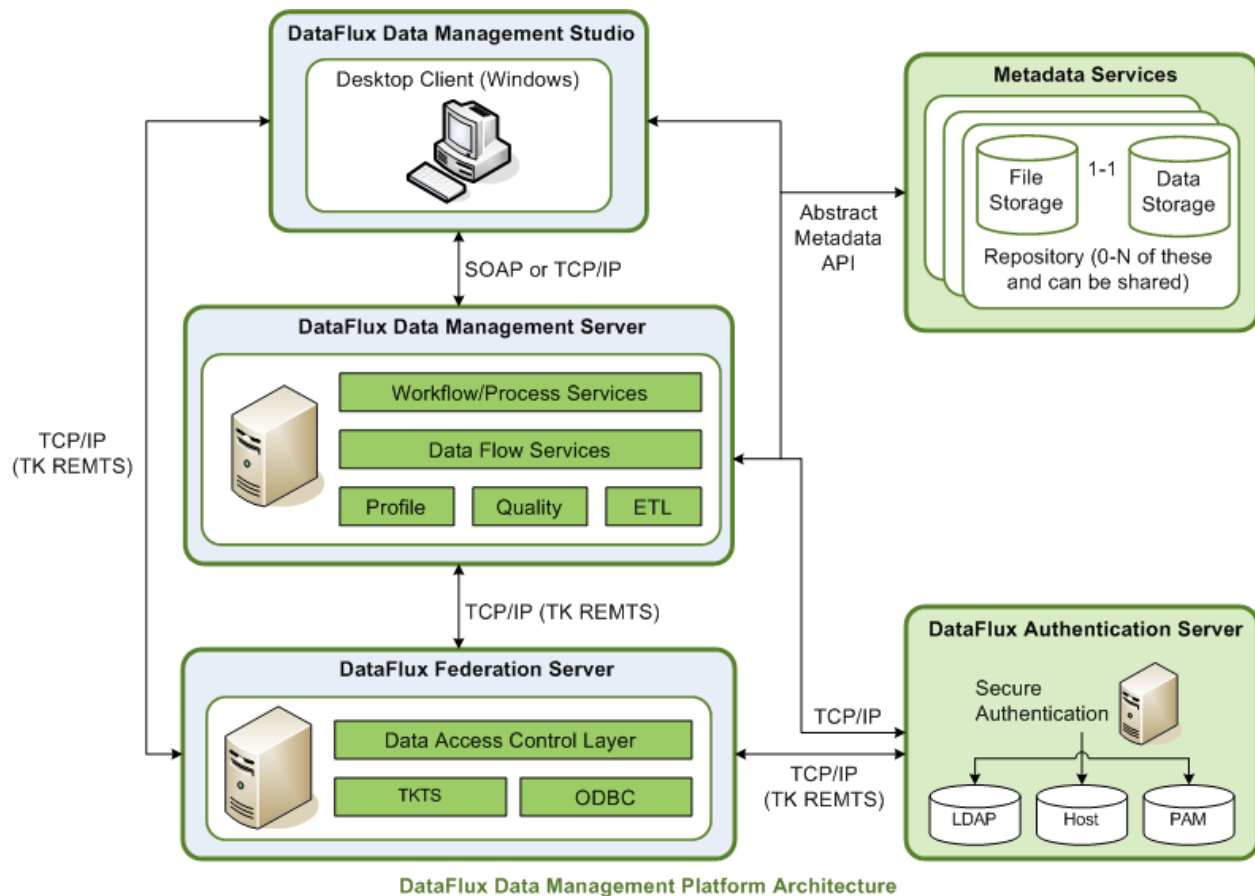 DataFlux Data Management Studio
Desktop Client (Windows)
Metadata Services
File
Storage
1-1
Data
Storage
Repository (0-N of these
and can be shared)
Abstract
Metadata
API
SOAP or TCP/IP
DataFlux Data Management Server
Workflow/Process Services
Data Flow Services
Profile
Quality
ETL
TCP/IP
(TK REMTS)
TCP/IP (TK REMTS)
DataFlux Federation Server
Data Access Control Layer
TKTS
ODBC
TCP/IP
TCP/IP
(TK REMTS)
DataFlux Authentication Server
Secure
Authentication
LDAP
Host
PAM
DataFlux Data Management Platform Architecture